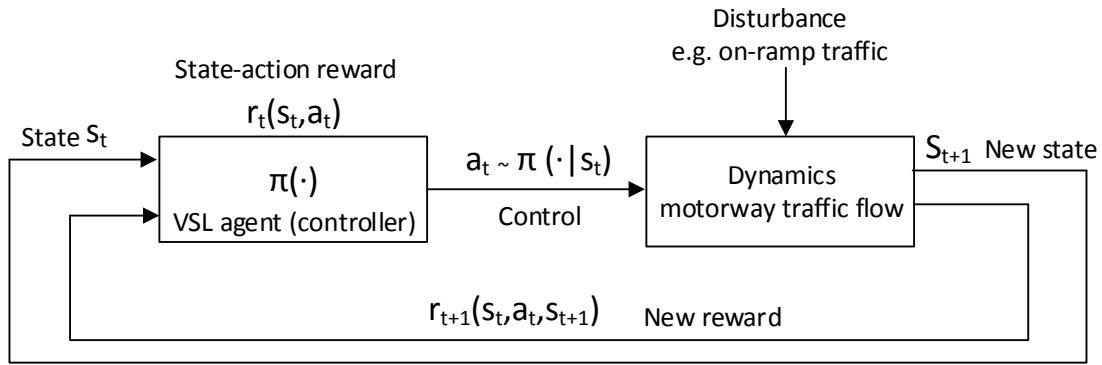 Disturbance
e.g. on-ramp traffic
State-action reward
rₜ(sₜ,aₜ)
State sₜ
π(·)
VSL agent (controller)
aₜ ~ π (·|sₜ)
Control
Dynamics
motorway traffic flow
Sₜ₊₁ New state
rₜ₊₁(sₜ,aₜ,sₜ₊₁) New reward